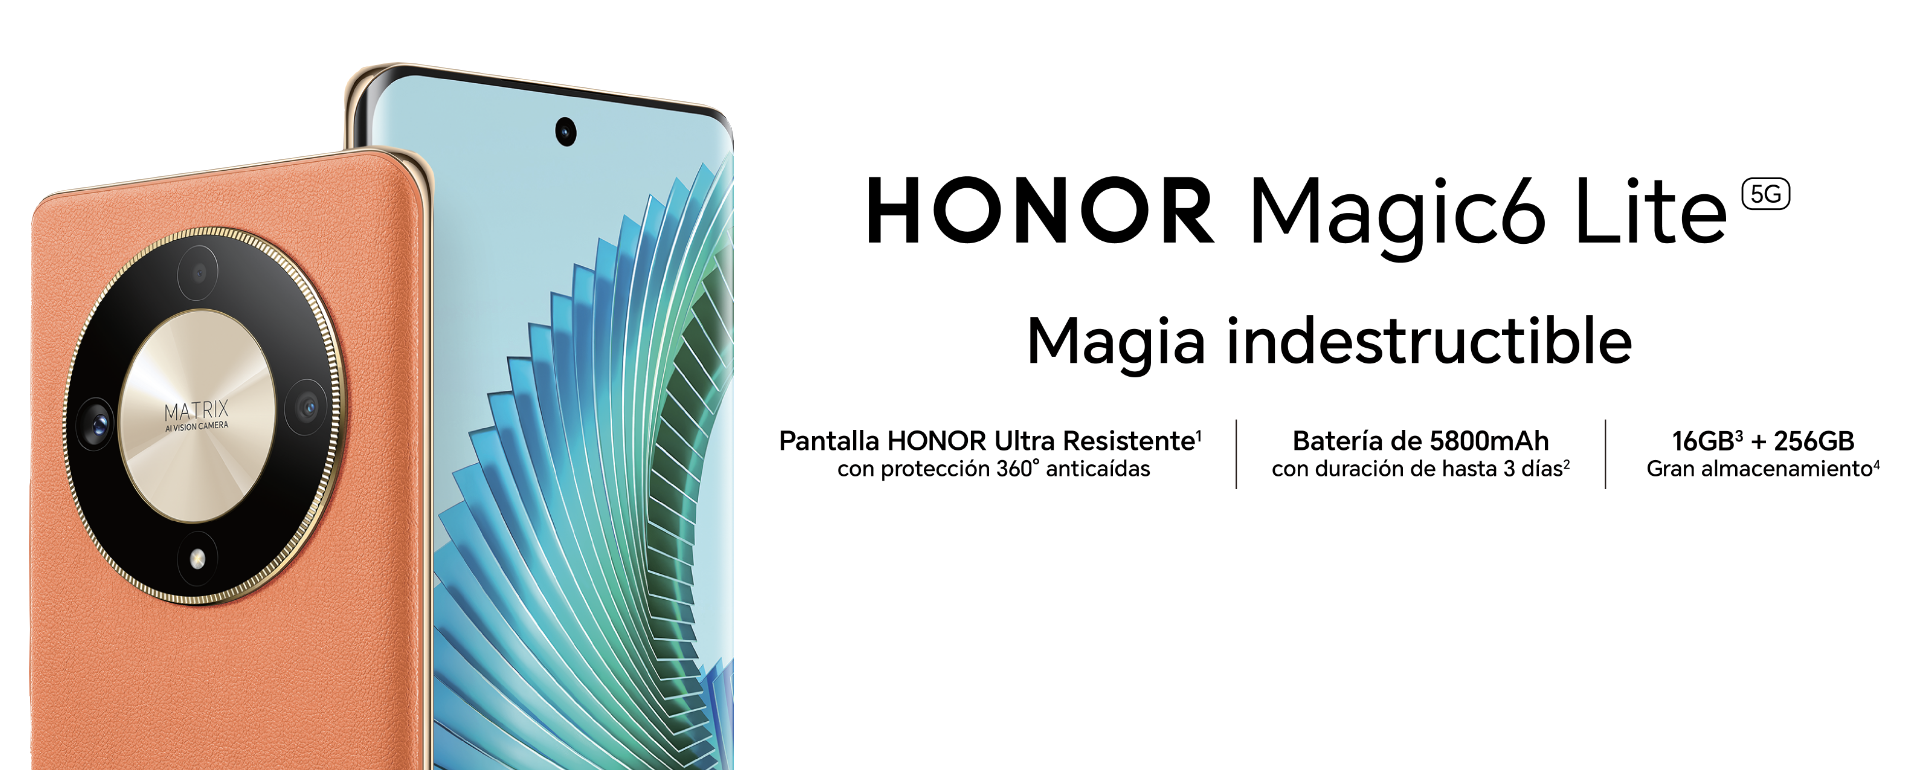 HONOR Magic6 Lite 5G
Magia indestructible
Pantalla HONOR Ultra Resistente¹
con protección 360° anticaídas
Batería de 5800mAh
con duración de hasta 3 días²
16GB³ + 256GB
Gran almacenamiento⁴
MATRIX
AI VISION CAMERA